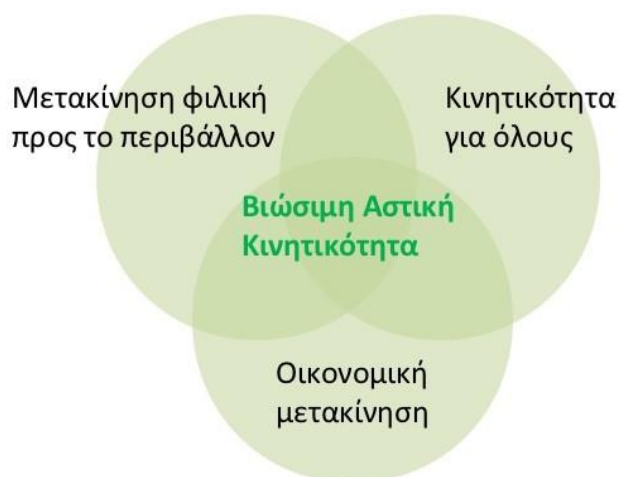 Μετακίνηση φιλική
προς το περιβάλλον
Κινητικότητα
για όλους
Βιώσιμη Αστική
Κινητικότητα
Οικονομική
μετακίνηση